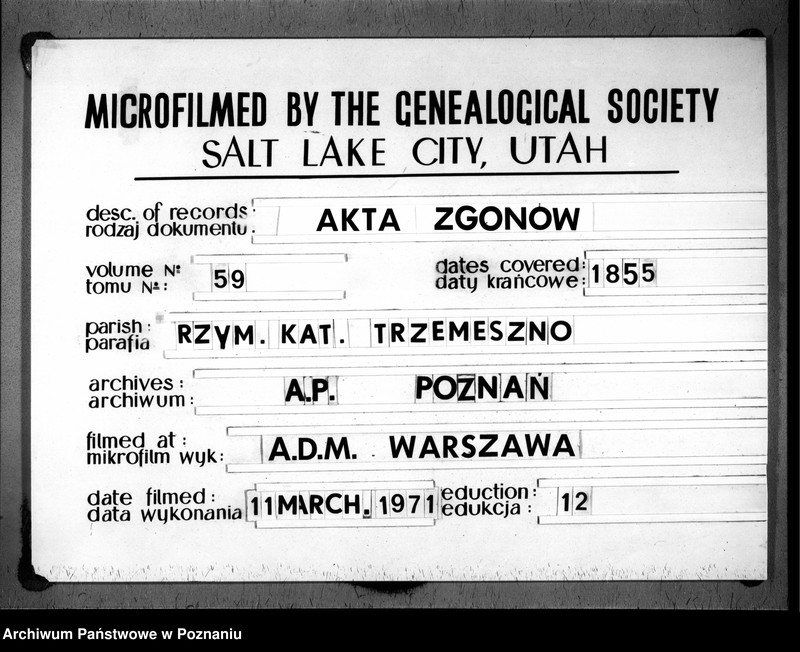 MICROFILMED BY THE GENEALOGICAL SOCIETY
SALT LAKE CITY, UTAH
desc. of records:
rodzaj dokumentu:
AKTA ZGONÓW
volume Nº
tomu Nº:
59
dates covered:
daty krańcowe:
1855
parish:
parafia
RZYM. KAT. TRZEMESZNO
archives:
archiwum:
A.P. POZNAŃ
filmed at:
mikrofilm wyk:
A.D.M. WARSZAWA
date filmed:
data wykonania
11 MARCH. 1971
eduction:
edukcja:
12
Archiwum Państwowe w Poznaniu